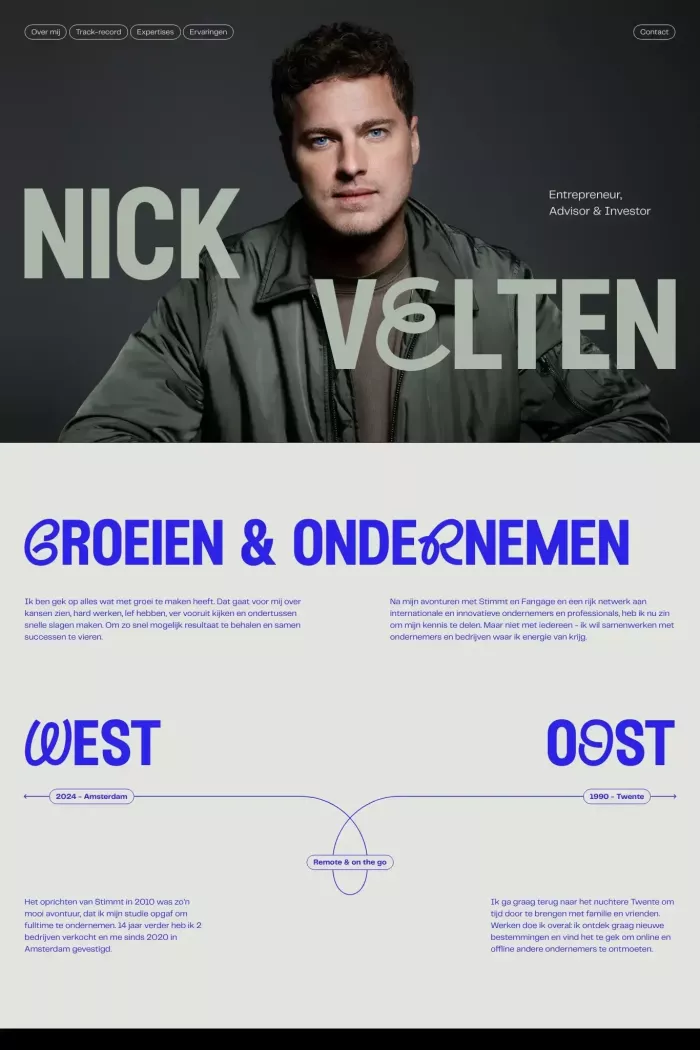 Over mij Track-record Expertises Ervaringen Contact
NICK
Entrepreneur,
Advisor & Investor
VELTEN
GROEIEN & ONDERNEMEN
Ik ben gek op alles wat met groei te maken heeft. Dat gaat voor mij over
kansen zien, hard werken, lef hebben, ver vooruit kijken en ondertussen
snelle slagen maken. Om zo snel mogelijk resultaat te behalen en samen
successen te vieren.
Na mijn avonturen met Stimmt en Fangage en een rijk netwerk aan
internationale en innovatieve ondernemers en professionals, heb ik nu zin
om mijn kennis te delen. Maar niet met iedereen - ik wil samenwerken met
ondernemers en bedrijven waar ik energie van krijg.
WEST
OOST
2024 - Amsterdam
1990 - Twente
Remote & on the go
Het oprichten van Stimmt in 2010 was zo'n
mooi avontuur, dat ik mijn studie opgaf om
fulltime te ondernemen. 14 jaar verder heb ik 2
bedrijven verkocht en me sinds 2020 in
Amsterdam gevestigd.
Ik ga graag terug naar het nuchtere Twente om
tijd door te brengen met familie en vrienden.
Werken doe ik overal: ik ontdek graag nieuwe
bestemmingen en vind het te gek om online en
offline andere ondernemers te ontmoeten.